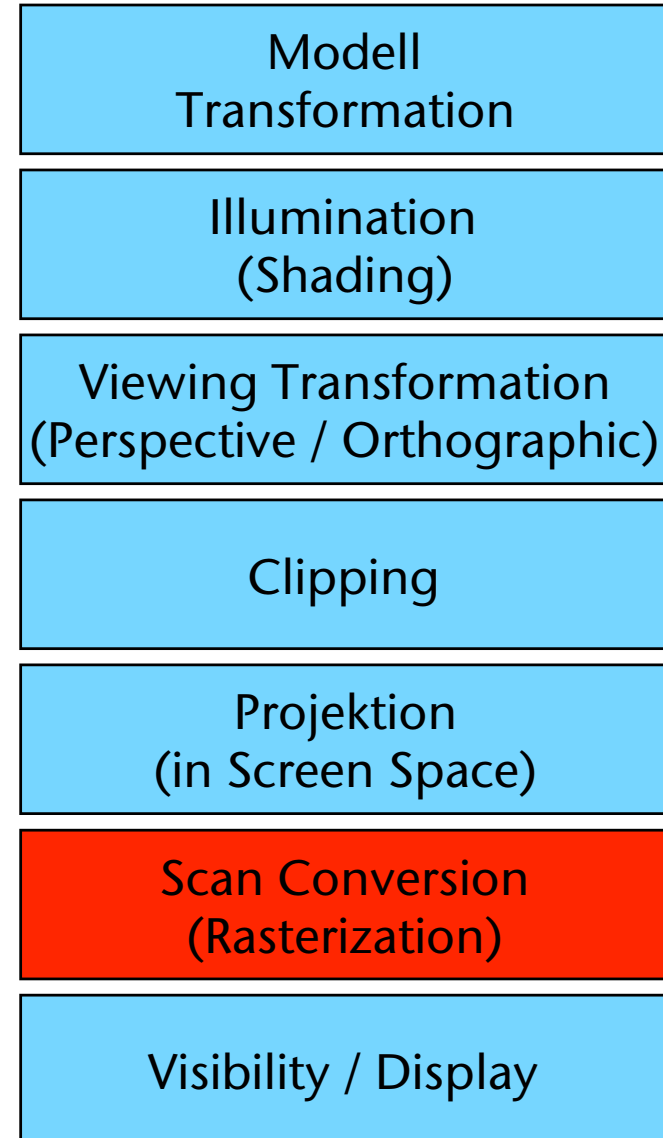 Modell
Transformation
Illumination
(Shading)
Viewing Transformation
(Perspective / Orthographic)
Clipping
Projektion
(in Screen Space)
Scan Conversion
(Rasterization)
Visibility / Display